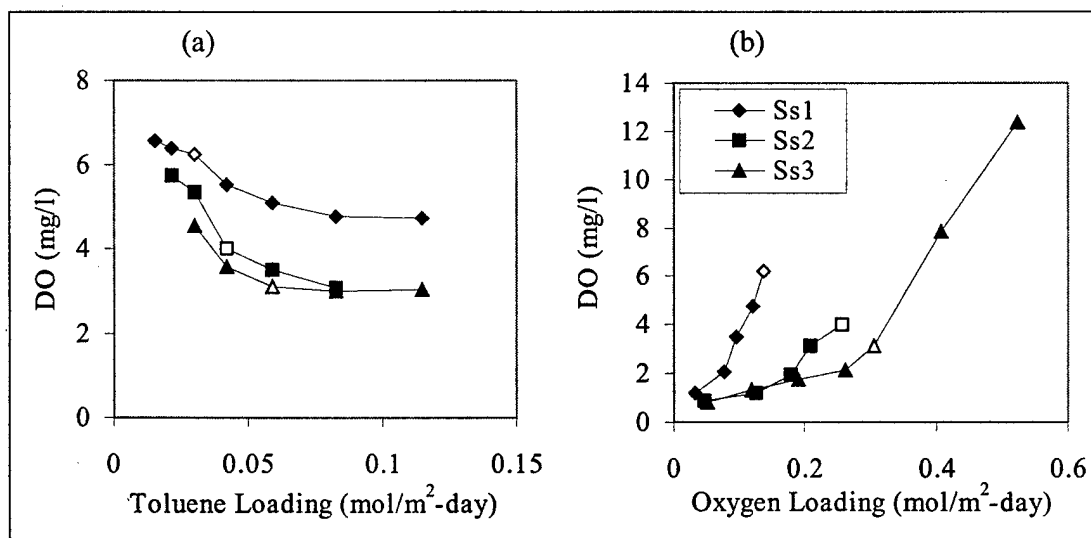 (a)
8
6
4
2
0
DO (mg/l)
0 0.05 0.1 0.15
Toluene Loading (mol/m²-day)
(b)
14
12
10
8
6
4
2
0
DO (mg/l)
Ss1
Ss2
Ss3
0 0.2 0.4 0.6
Oxygen Loading (mol/m²-day)